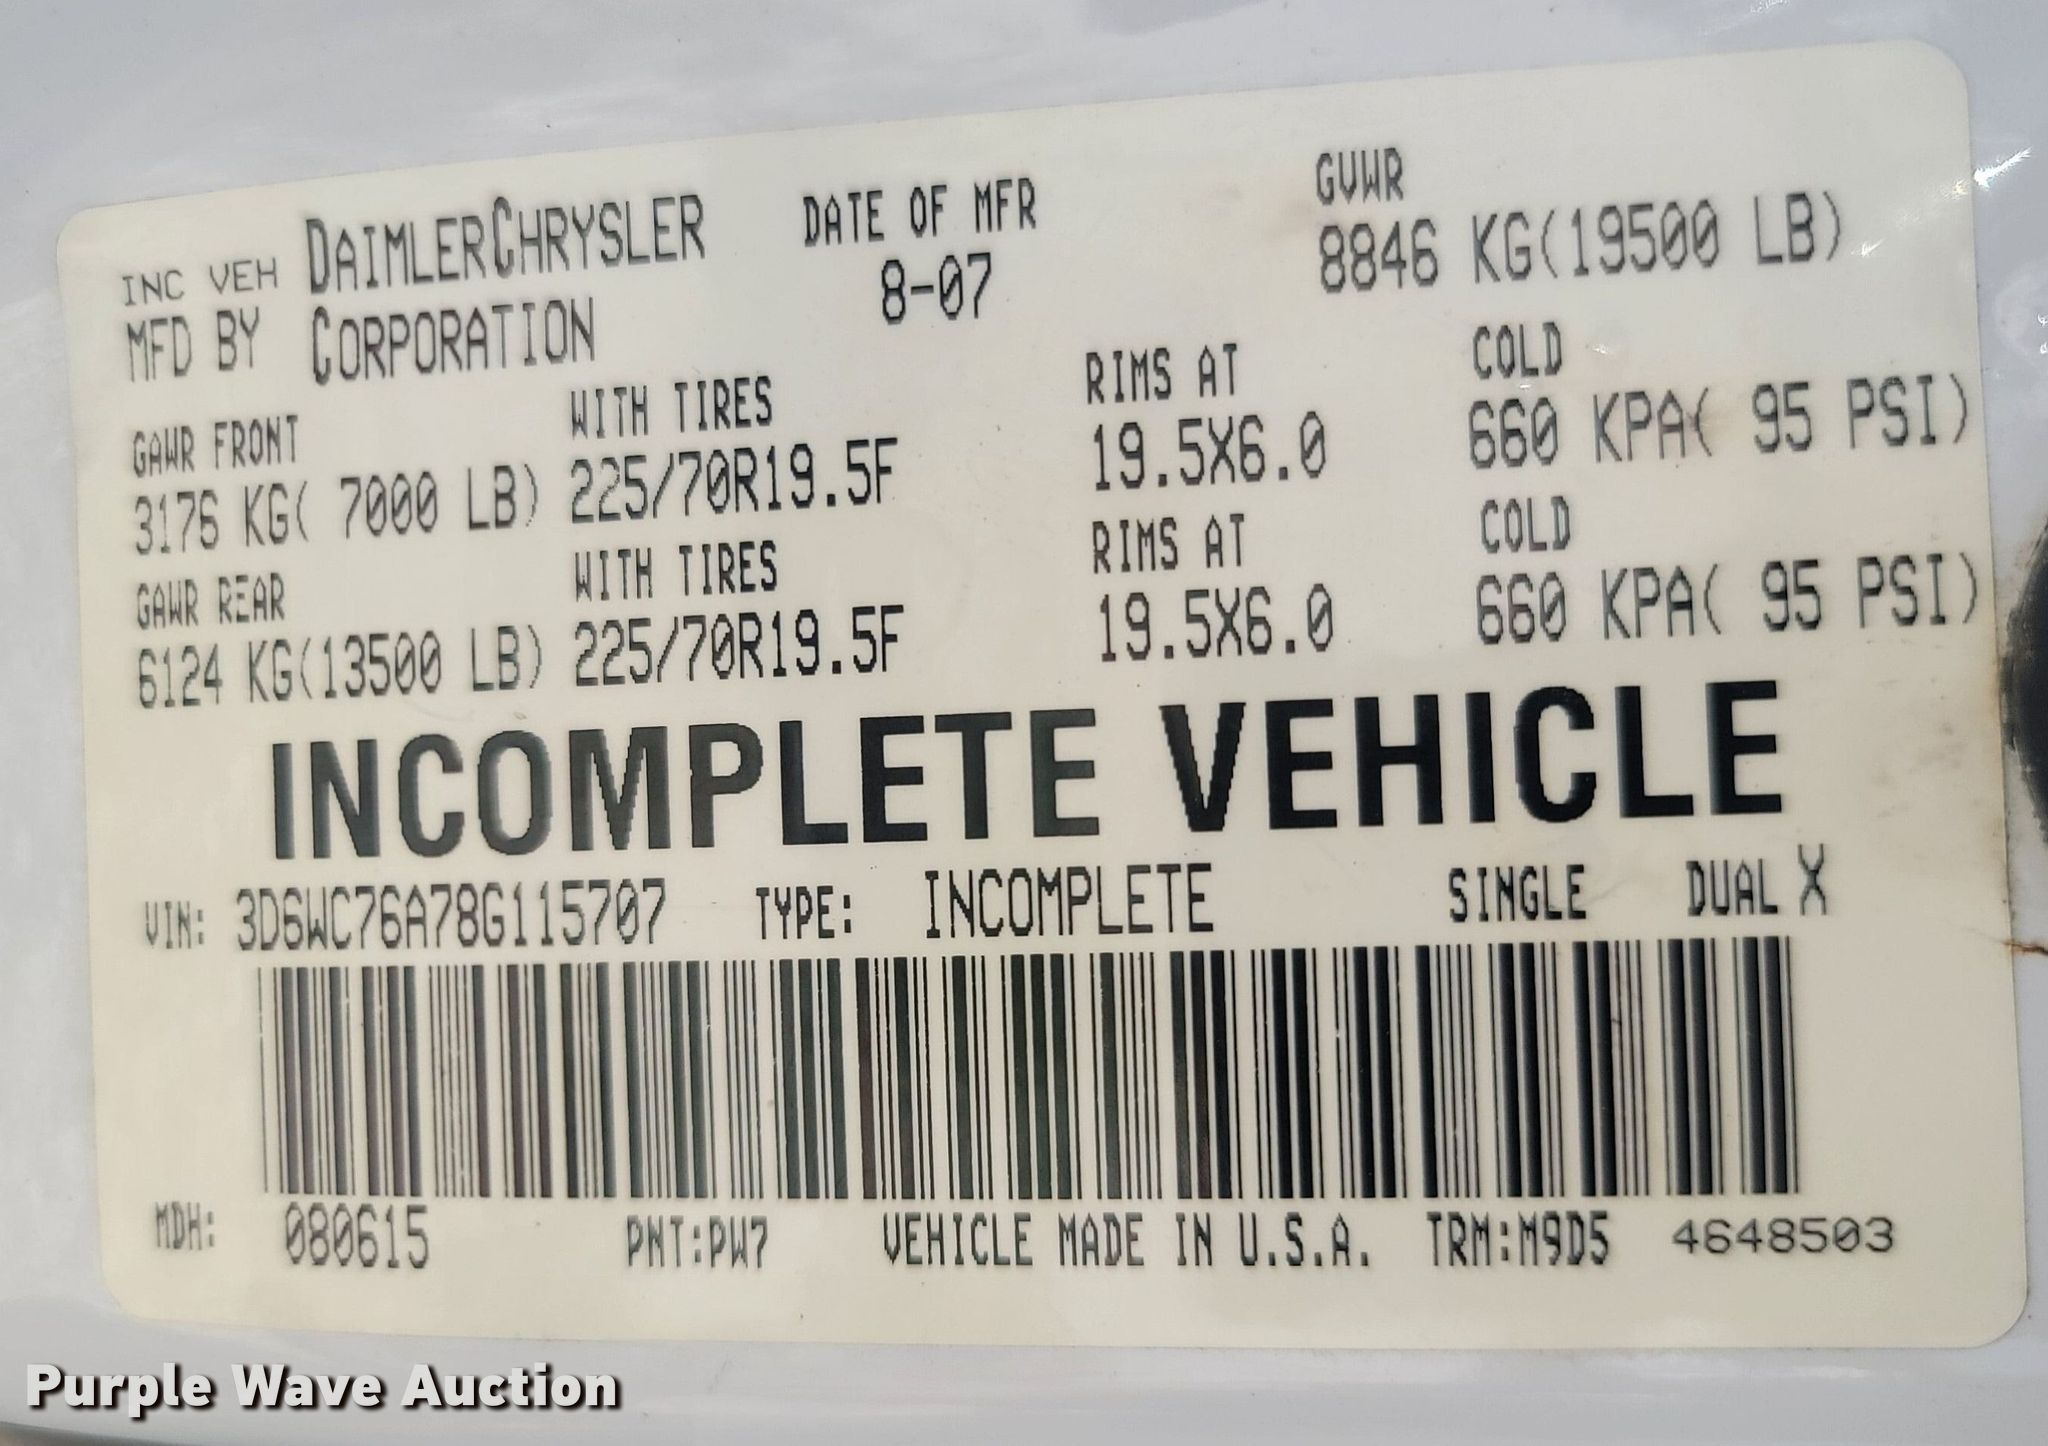 INC VEH DAIMLERCHRYSLER DATE OF MFR GVWR
MFD BY CORPORATION 8-07 8846 KG(19500 LB)
GAWR FRONT WITH TIRES RIMS AT COLD
3176 KG( 7000 LB) 225/70R19.5F 19.5X6.0 660 KPA( 95 PSI)
GAWR REAR WITH TIRES RIMS AT COLD
6124 KG(13500 LB) 225/70R19.5F 19.5X6.0 660 KPA( 95 PSI)
INCOMPLETE VEHICLE
VIN: 3D6WC76A78G115707 TYPE: INCOMPLETE SINGLE DUAL X
MDH: 080615 PNT:PW7 VEHICLE MADE IN U.S.A. TRM:M9D5 4648503
Purple Wave Auction